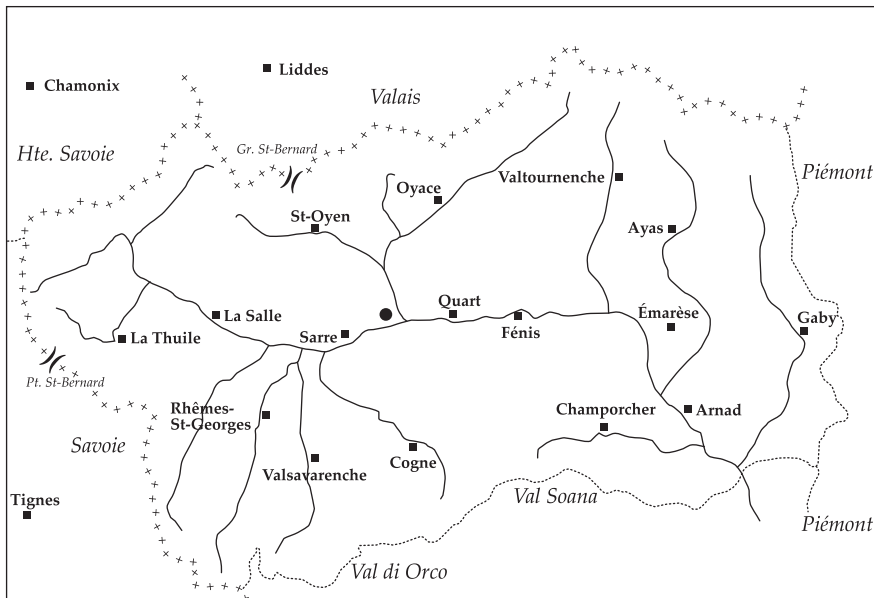 Liddes
Chamonix
Valais
Gr. St-Bernard
Hte. Savoie
Piémont
Valtournenche
Oyace
St-Oyen
Ayas
La Salle
Quart
Émarèse
Gaby
La Thuile
Sarre
Fénis
Pt. St-Bernard
Rhêmes-
St-Georges
Champorcher
Arnad
Savoie
Valsavarenche
Cogne
Tignes
Val Soana
Piémont
Val di Orco